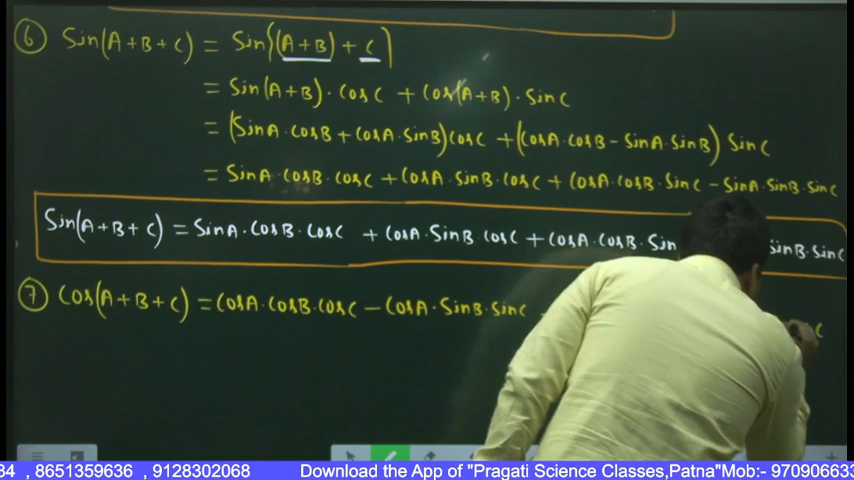 6 Sin(A+B+C) = Sin{(A+B)+C}
= Sin(A+B)·CosC + Cos(A+B)·SinC
= (SinA·CosB + CosA·SinB)CosC + (CosA·CosB - SinA·SinB) SinC
= SinA·CosB·CosC + CosA·SinB·CosC + CosA·CosB·SinC - SinA·SinB·SinC
Sin(A+B+C) = SinA·CosB·CosC + CosA·SinB CosC + CosA·CosB·Sin SinB·SinC
7 Cos(A+B+C) = CosA·CosB·CosC - CosA·SinB·SinC - C
84 , 8651359636 , 9128302068 Download the App of "Pragati Science Classes,Patna"Mob:- 970906633